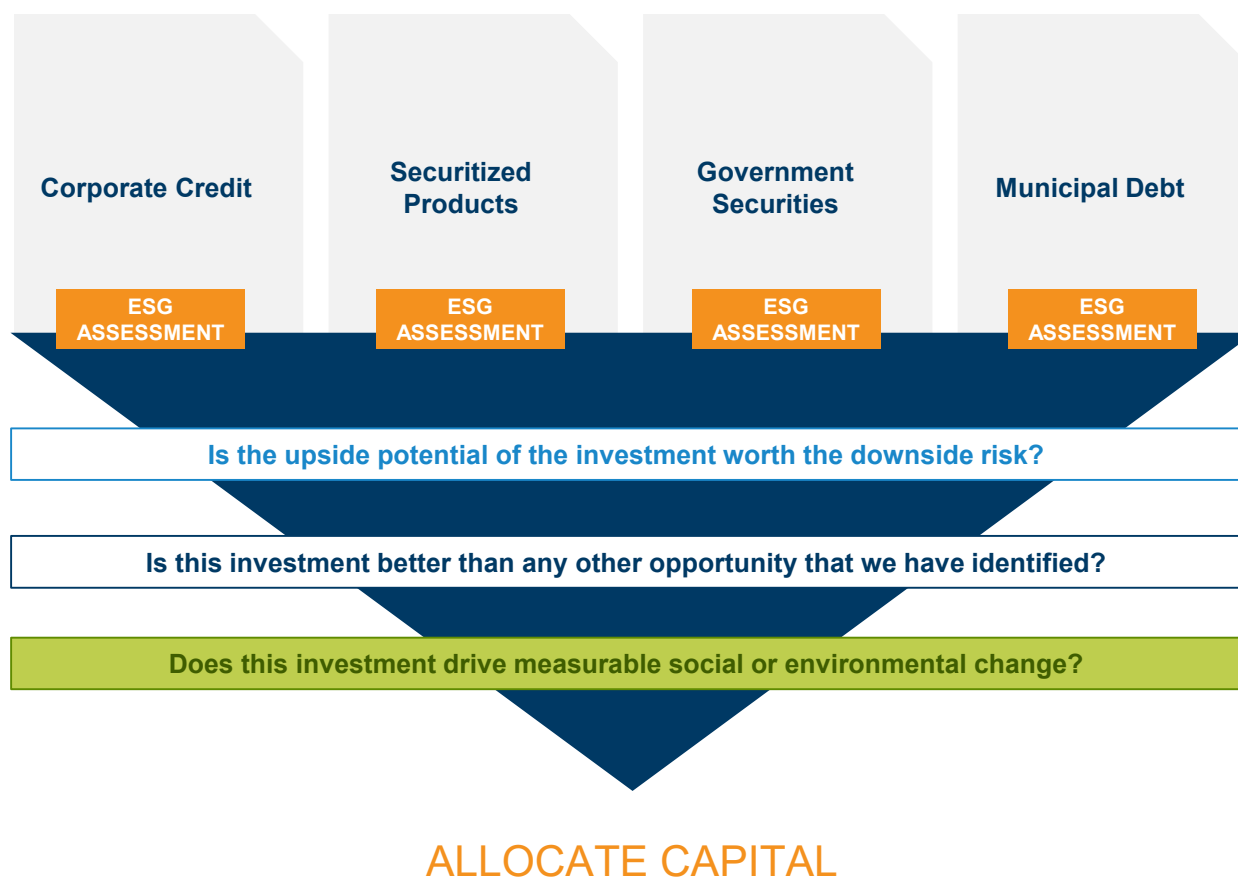 Corporate Credit
Securitized
Products
Government
Securities
Municipal Debt
ESG
ASSESSMENT
ESG
ASSESSMENT
ESG
ASSESSMENT
ESG
ASSESSMENT
Is the upside potential of the investment worth the downside risk?
Is this investment better than any other opportunity that we have identified?
Does this investment drive measurable social or environmental change?
ALLOCATE CAPITAL